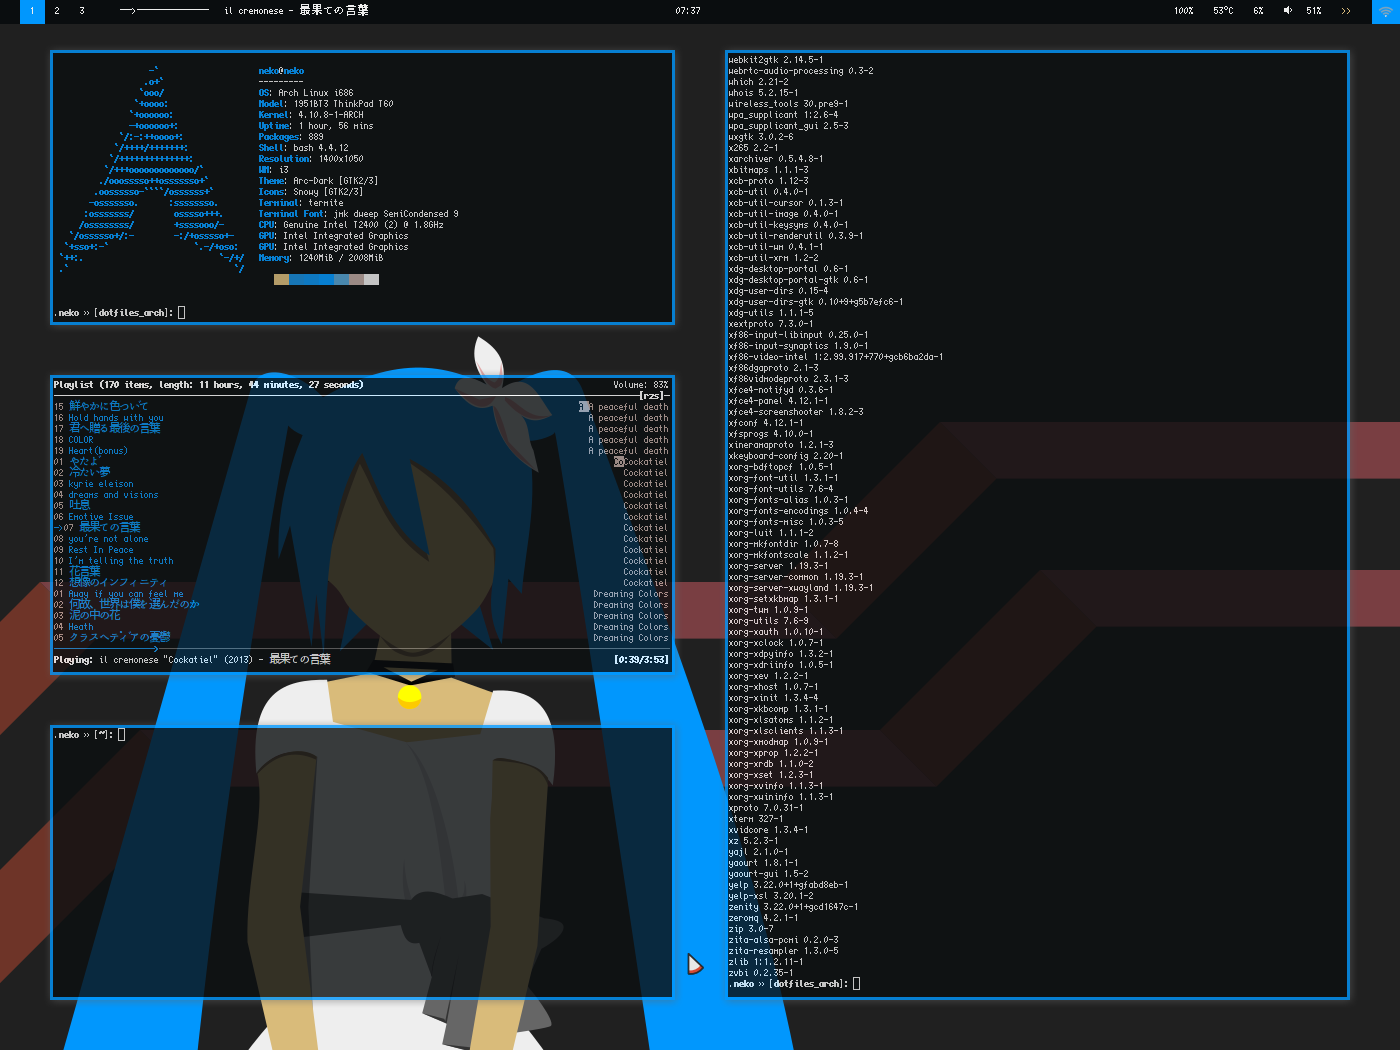 1 2 3 il cremonese - 最果ての言葉 07:37 100% 53°C 6% 51% >>
neko@neko
---------
OS: Arch Linux i686
Model: 1951BT3 ThinkPad T60
Kernel: 4.10.8-1-ARCH
Uptime: 1 hour, 56 mins
Packages: 889
Shell: bash 4.4.12
Resolution: 1400x1050
WM: i3
Theme: Arc-Dark [GTK2/3]
Icons: Snowy [GTK2/3]
Terminal: termite
Terminal Font: jmk dweep SemiCondensed 9
CPU: Genuine Intel T2400 (2) @ 1.8GHz
GPU: Intel Integrated Graphics
GPU: Intel Integrated Graphics
Memory: 1240MiB / 2008MiB
.neko » [dotfiles_arch]:
Playlist (170 items, length: 11 hours, 44 minutes, 27 seconds) Volume: 83%
[rzs]
15 鮮やかに色ついて A peaceful death
16 Hold hands with you A peaceful death
17 君へ贈る最後の言葉 A peaceful death
18 COLOR A peaceful death
19 Heart(bonus) A peaceful death
01 やたよ Cockatiel
02 冷たい夢 Cockatiel
03 kyrie eleison Cockatiel
04 dreams and visions Cockatiel
05 吐息 Cockatiel
06 Emotive Issue Cockatiel
->07 最果ての言葉 Cockatiel
08 you're not alone Cockatiel
09 Rest In Peace Cockatiel
10 I'm telling the truth Cockatiel
11 花言葉 Cockatiel
12 想像のインフィニティ Cockatiel
01 Away if you can feel me Dreaming Colors
02 何故、世界は僕を選んだのか Dreaming Colors
03 泥の中の花 Dreaming Colors
04 Heath Dreaming Colors
05 クラスペディアの憂鬱 Dreaming Colors
Playing: il cremonese "Cockatiel" (2013) - 最果ての言葉 [0:39/3:53]
.neko » [~]:
webkit2gtk 2.14.5-1
webrtc-audio-processing 0.3-2
which 2.21-2
whois 5.2.15-1
wireless_tools 30.pre9-1
wpa_supplicant 1:2.6-4
wpa_supplicant_gui 2.5-3
wxgtk 3.0.2-6
x265 2.2-1
xarchiver 0.5.4.8-1
xbitmaps 1.1.1-3
xcb-proto 1.12-3
xcb-util 0.4.0-1
xcb-util-cursor 0.1.3-1
xcb-util-image 0.4.0-1
xcb-util-keysyms 0.4.0-1
xcb-util-renderutil 0.3.9-1
xcb-util-wm 0.4.1-1
xcb-util-xrm 1.2-2
xdg-desktop-portal 0.6-1
xdg-desktop-portal-gtk 0.6-1
xdg-user-dirs 0.15-4
xdg-user-dirs-gtk 0.10+9+g5b7efc6-1
xdg-utils 1.1.1-5
xextproto 7.3.0-1
xf86-input-libinput 0.25.0-1
xf86-input-synaptics 1.9.0-1
xf86-video-intel 1:2.99.917+770+gcb6ba2da-1
xf86dgaproto 2.1-3
xf86vidmodeproto 2.3.1-3
xfce4-notifyd 0.3.6-1
xfce4-panel 4.12.1-1
xfce4-screenshooter 1.8.2-3
xfconf 4.12.1-1
xfsprogs 4.10.0-1
xineramaproto 1.2.1-3
xkeyboard-config 2.20-1
xorg-bdftopcf 1.0.5-1
xorg-font-util 1.3.1-1
xorg-font-utils 7.6-4
xorg-fonts-alias 1.0.3-1
xorg-fonts-encodings 1.0.4-4
xorg-fonts-misc 1.0.3-5
xorg-luit 1.1.1-2
xorg-mkfontdir 1.0.7-8
xorg-mkfontscale 1.1.2-1
xorg-server 1.19.3-1
xorg-server-common 1.19.3-1
xorg-server-xwayland 1.19.3-1
xorg-setxkbmap 1.3.1-1
xorg-twm 1.0.9-1
xorg-utils 7.6-9
xorg-xauth 1.0.10-1
xorg-xclock 1.0.7-1
xorg-xdpyinfo 1.3.2-1
xorg-xdriinfo 1.0.5-1
xorg-xev 1.2.2-1
xorg-xhost 1.0.7-1
xorg-xinit 1.3.4-4
xorg-xkbcomp 1.3.1-1
xorg-xlsatoms 1.1.2-1
xorg-xlsclients 1.1.3-1
xorg-xmodmap 1.0.9-1
xorg-xprop 1.2.2-1
xorg-xrdb 1.1.0-2
xorg-xset 1.2.3-1
xorg-xvinfo 1.1.3-1
xorg-xwininfo 1.1.3-1
xproto 7.0.31-1
xterm 327-1
xvidcore 1.3.4-1
xz 5.2.3-1
yajl 2.1.0-1
yaourt 1.8.1-1
yaourt-gui 1.5-2
yelp 3.22.0+1+gfabd8eb-1
yelp-xsl 3.20.1-2
zenity 3.22.0+1+gcd1647c-1
zeromq 4.2.1-1
zip 3.0-7
zita-alsa-pcmi 0.2.0-3
zita-resampler 1.3.0-5
zlib 1:1.2.11-1
zvbi 0.2.35-1
.neko » [dotfiles_arch]: